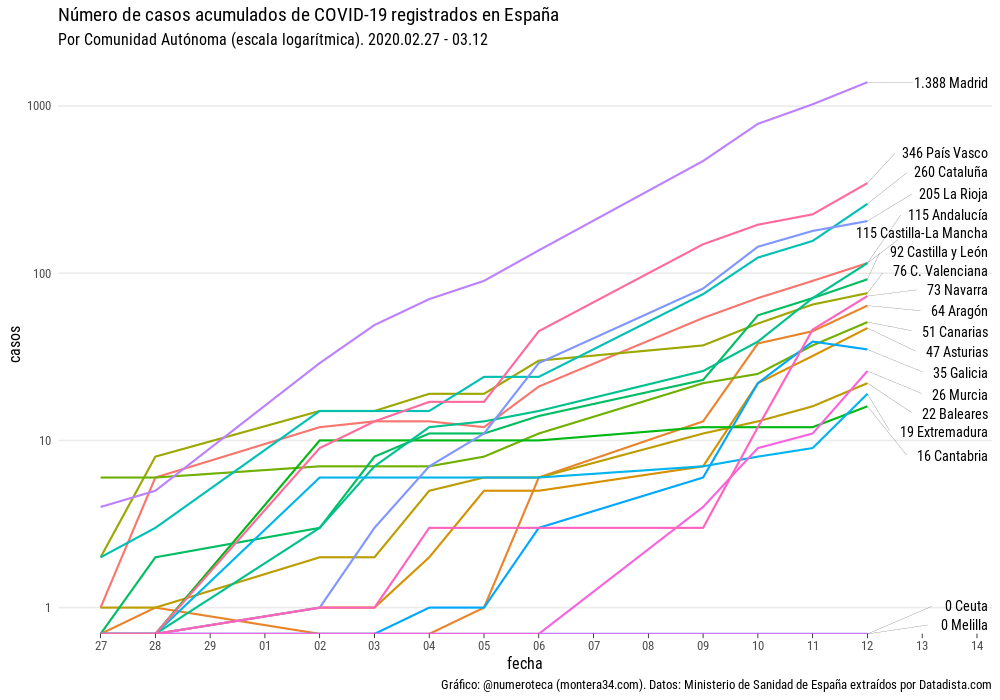 Número de casos acumulados de COVID-19 registrados en España
Por Comunidad Autónoma (escala logarítmica). 2020.02.27 - 03.12
casos
1000
100
10
1
1.388 Madrid
346 País Vasco
260 Cataluña
205 La Rioja
115 Andalucía
115 Castilla-La Mancha
92 Castilla y León
76 C. Valenciana
73 Navarra
64 Aragón
51 Canarias
47 Asturias
35 Galicia
26 Murcia
22 Baleares
19 Extremadura
16 Cantabria
0 Ceuta
0 Melilla
27 28 29 01 02 03 04 05 06 07 08 09 10 11 12 13 14
fecha
Gráfico: @numeroteca (montera34.com). Datos: Ministerio de Sanidad de España extraídos por Datadista.com